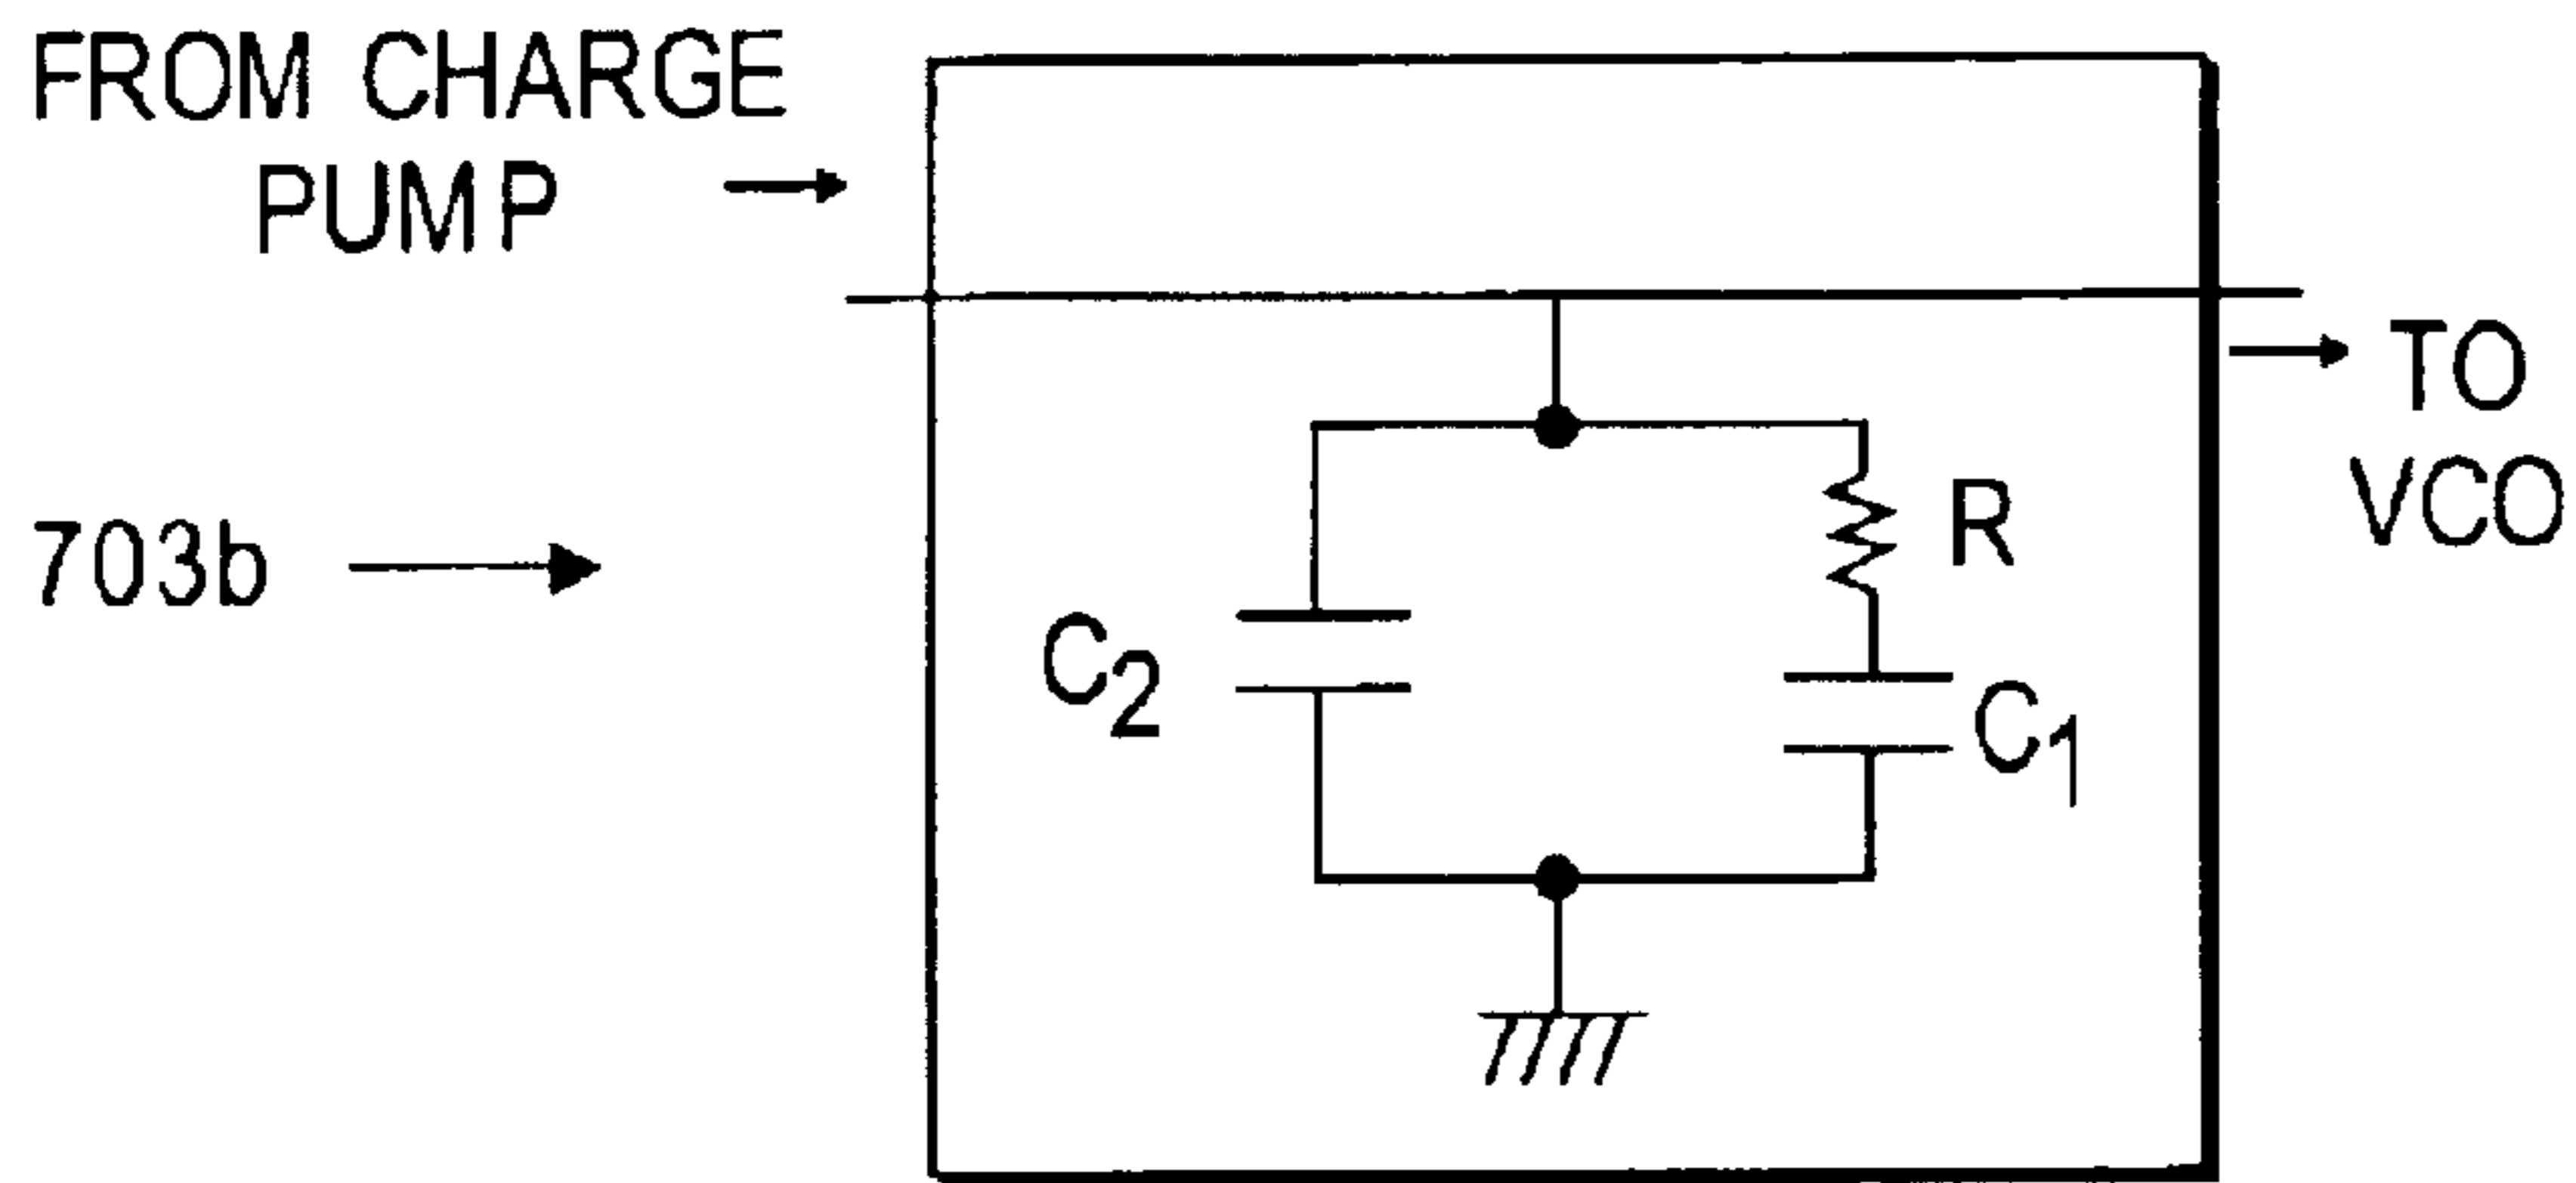 FROM CHARGE
PUMP
TO
VCO
703b
R
C2
C1